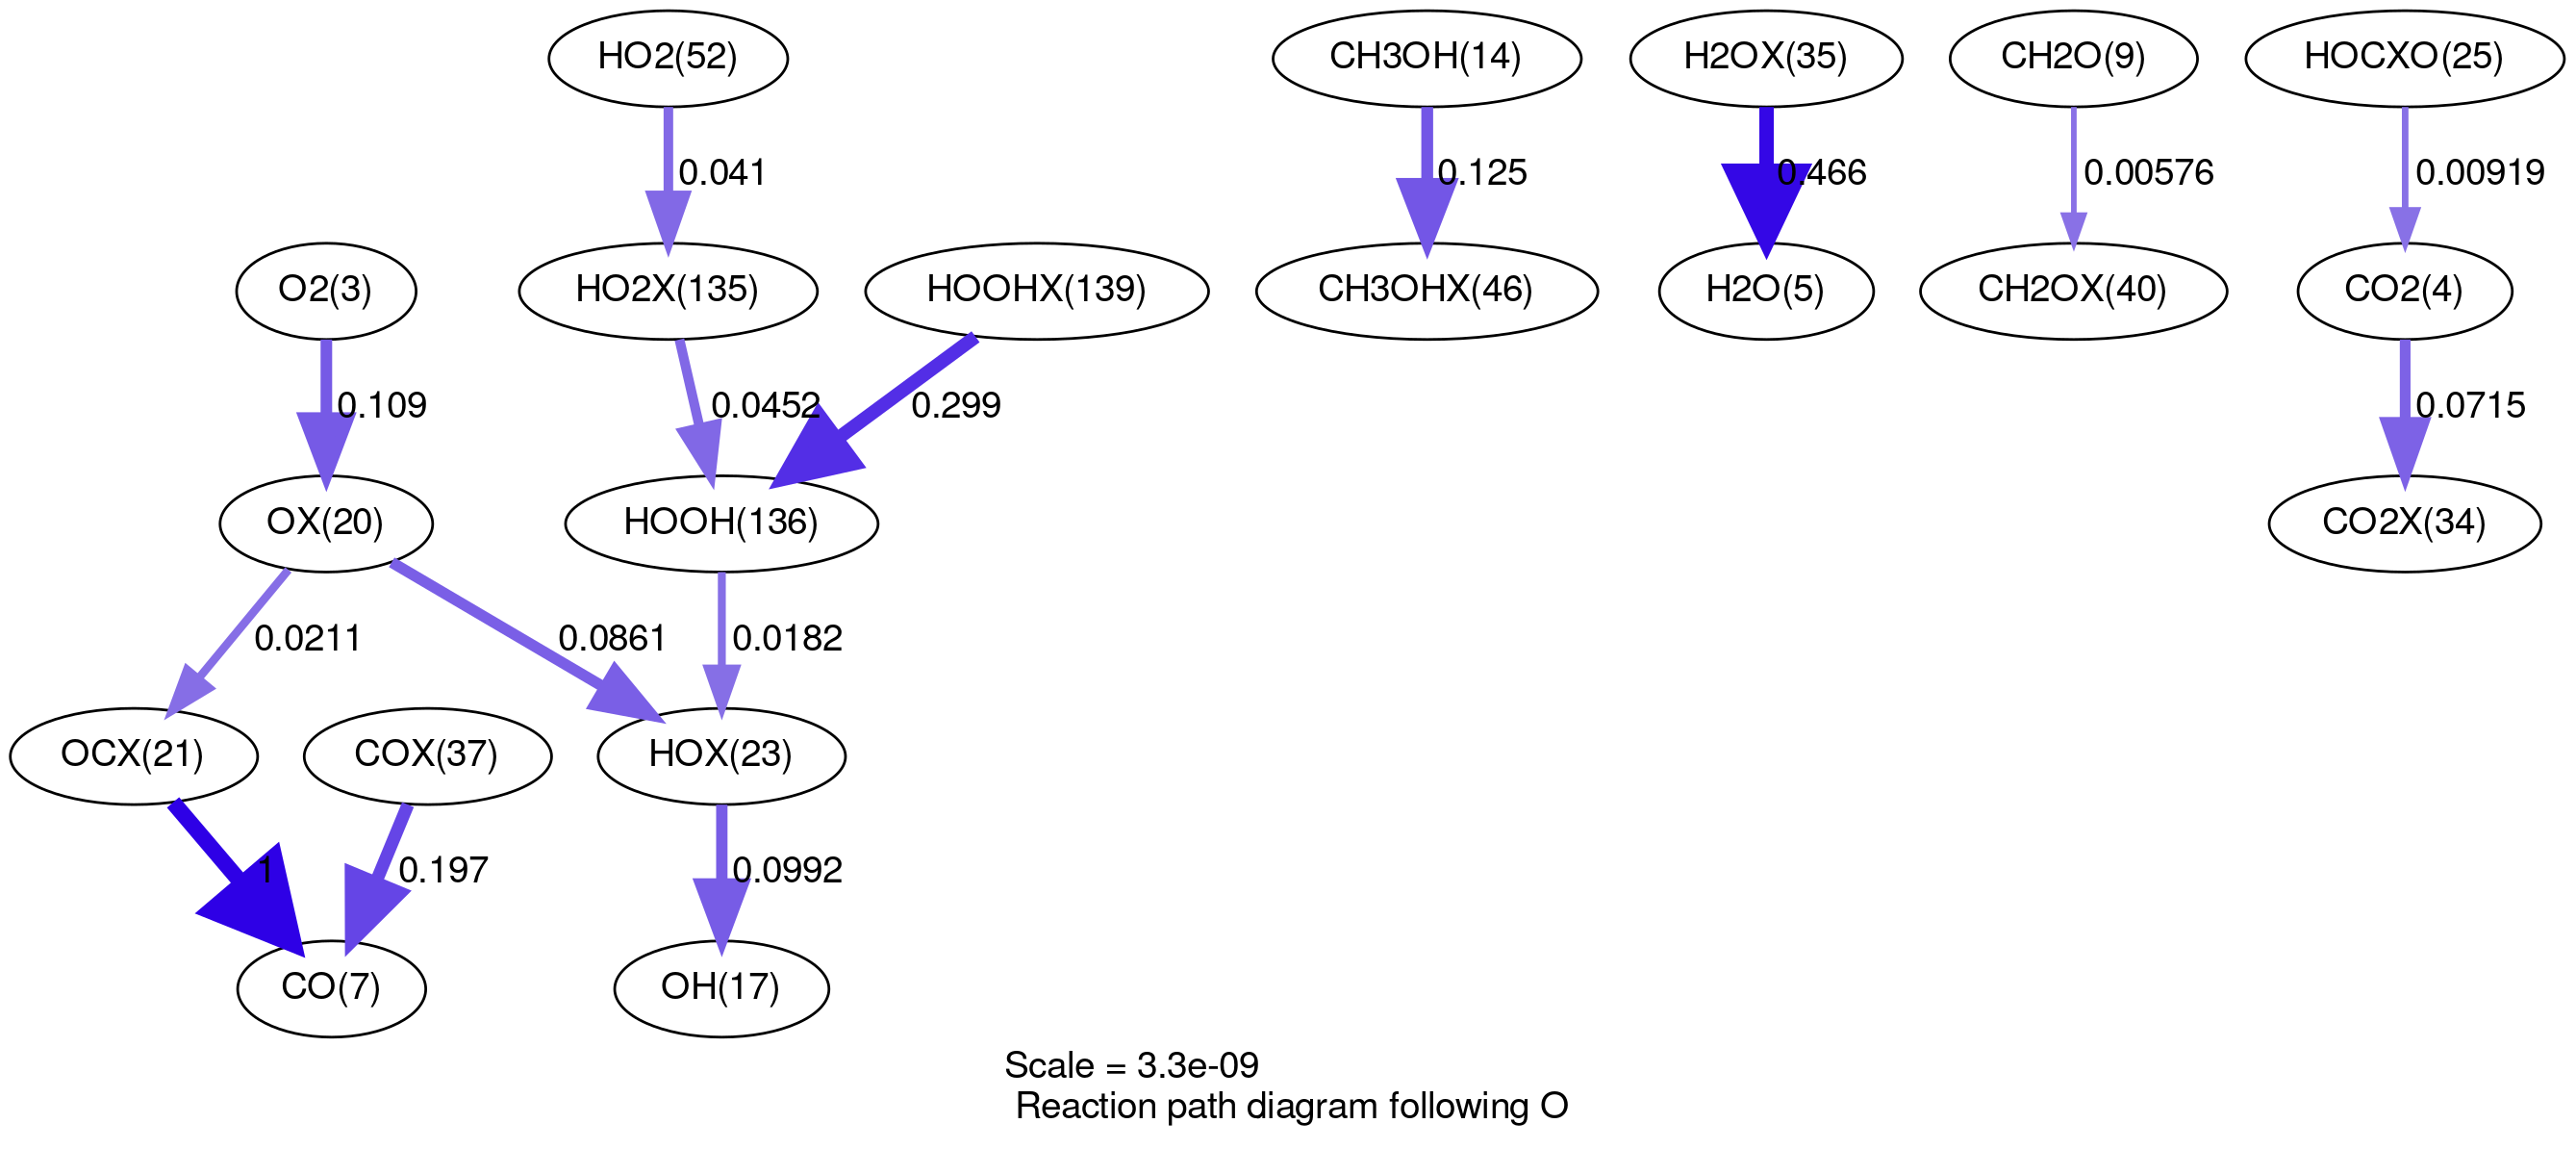 HO2(52)
CH3OH(14)
H2OX(35)
CH2O(9)
HOCXO(25)
0.041
0.125
0.466
0.00576
0.00919
O2(3)
HO2X(135)
HOOHX(139)
CH3OHX(46)
H2O(5)
CH2OX(40)
CO2(4)
0.109
0.0452
0.299
0.0715
OX(20)
HOOH(136)
CO2X(34)
0.0211
0.0861
0.0182
OCX(21)
COX(37)
HOX(23)
1
0.197
0.0992
CO(7)
OH(17)
Scale = 3.3e-09
Reaction path diagram following O